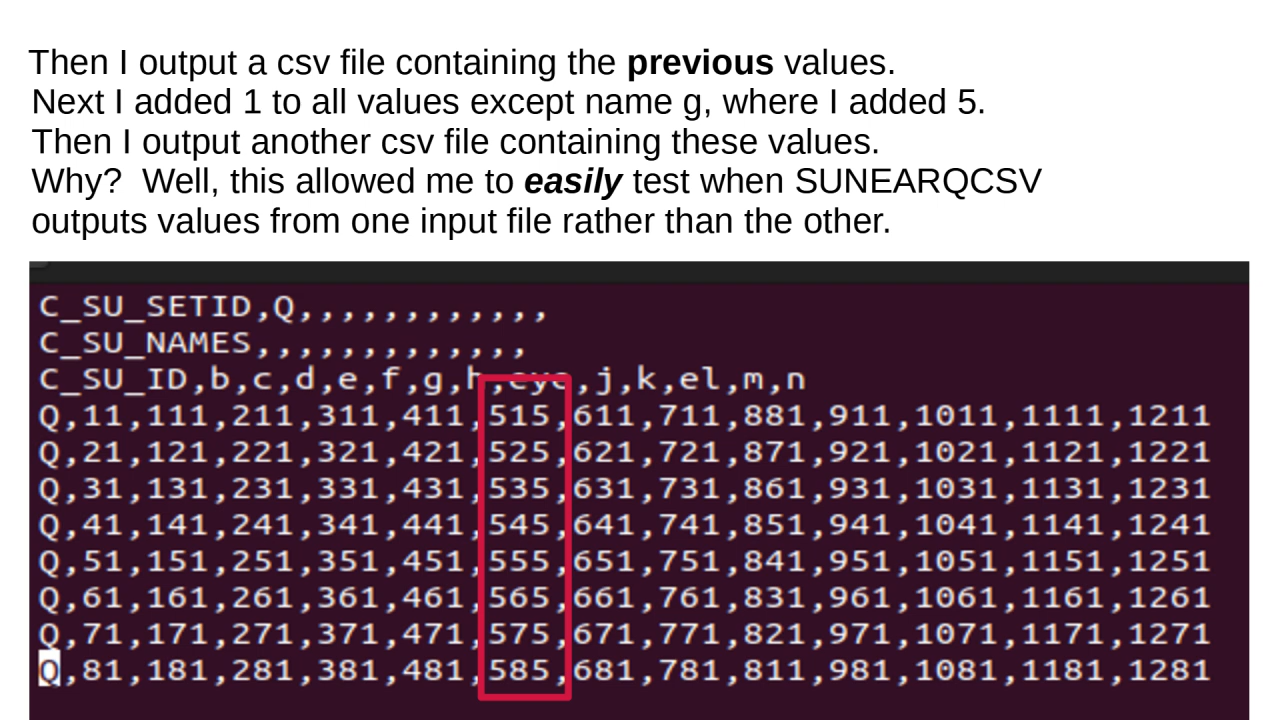 Then I output a csv file containing the previous values.
Next I added 1 to all values except name g, where I added 5.
Then I output another csv file containing these values.
Why?  Well, this allowed me to easily test when SUNEARQCSV
outputs values from one input file rather than the other.
C_SU_SETID,Q,,,,,,,,,,,,
C_SU_NAMES,,,,,,,,,,,,,
C_SU_ID,b,c,d,e,f,g,h,eye,j,k,el,m,n
Q,11,111,211,311,411,515,611,711,881,911,1011,1111,1211
Q,21,121,221,321,421,525,621,721,871,921,1021,1121,1221
Q,31,131,231,331,431,535,631,731,861,931,1031,1131,1231
Q,41,141,241,341,441,545,641,741,851,941,1041,1141,1241
Q,51,151,251,351,451,555,651,751,841,951,1051,1151,1251
Q,61,161,261,361,461,565,661,761,831,961,1061,1161,1261
Q,71,171,271,371,471,575,671,771,821,971,1071,1171,1271
Q,81,181,281,381,481,585,681,781,811,981,1081,1181,1281